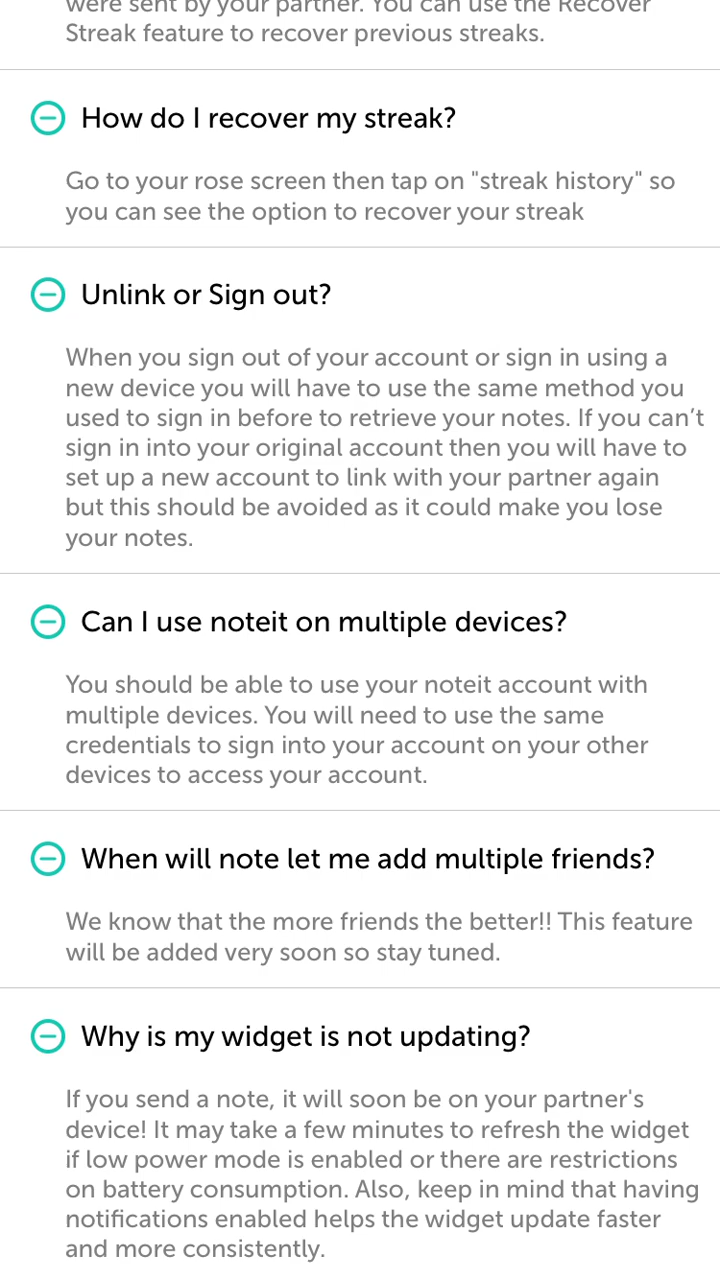 were sent by your partner. You can use the Recover
Streak feature to recover previous streaks.
How do I recover my streak?
Go to your rose screen then tap on "streak history" so
you can see the option to recover your streak
Unlink or Sign out?
When you sign out of your account or sign in using a
new device you will have to use the same method you
used to sign in before to retrieve your notes. If you can’t
sign in into your original account then you will have to
set up a new account to link with your partner again
but this should be avoided as it could make you lose
your notes.
Can I use noteit on multiple devices?
You should be able to use your noteit account with
multiple devices. You will need to use the same
credentials to sign into your account on your other
devices to access your account.
When will note let me add multiple friends?
We know that the more friends the better!! This feature
will be added very soon so stay tuned.
Why is my widget is not updating?
If you send a note, it will soon be on your partner's
device! It may take a few minutes to refresh the widget
if low power mode is enabled or there are restrictions
on battery consumption. Also, keep in mind that having
notifications enabled helps the widget update faster
and more consistently.